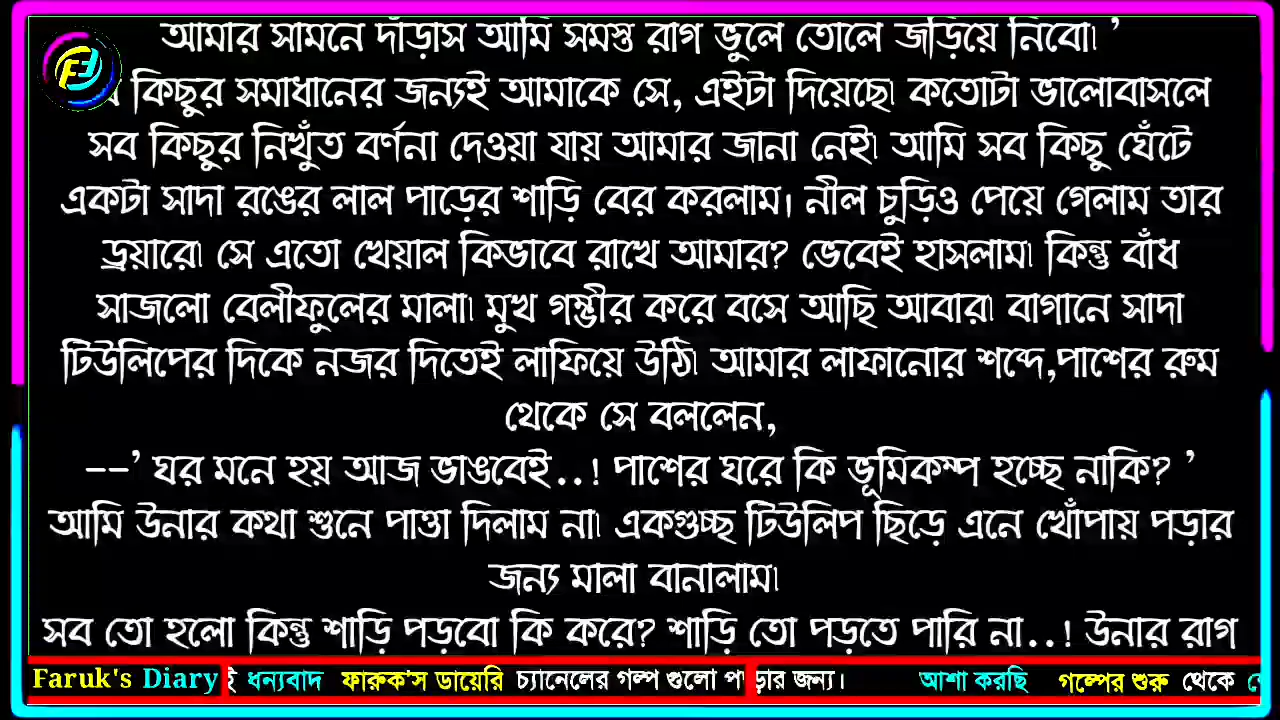 আমার সামনে দাঁড়াস আমি সমস্ত রাগ ভুলে তোলে জড়িয়ে নিবো৷ ’
কিছুর সমাধানের জন্যই আমাকে সে, এইটা দিয়েছে৷ কতোটা ভালোবাসলে
সব কিছুর নিখুঁত বর্ণনা দেওয়া যায় আমার জানা নেই৷ আমি সব কিছু ঘেঁটে
একটা সাদা রঙের লাল পাড়ের শাড়ি বের করলাম। নীল চুড়িও পেয়ে গেলাম তার
ড্রয়ারে৷ সে এতো খেয়াল কিভাবে রাখে আমার? ভেবেই হাসলাম৷ কিন্তু বাঁধ
সাজলো বেলীফুলের মালা৷ মুখ গম্ভীর করে বসে আছি আবার৷ বাগানে সাদা
টিউলিপের দিকে নজর দিতেই লাফিয়ে উঠি৷ আমার লাফানোর শব্দে,পাশের রুম
থেকে সে বললেন,
--’ ঘর মনে হয় আজ ভাঙবেই..! পাশের ঘরে কি ভূমিকম্প হচ্ছে নাকি? ’
আমি উনার কথা শুনে পাত্তা দিলাম না৷ একগুচ্ছ টিউলিপ ছিড়ে এনে খোঁপায় পড়ার
জন্য মালা বানালাম৷
সব তো হলো কিন্তু শাড়ি পড়বো কি করে? শাড়ি তো পড়তে পারি না..! উনার রাগ
Faruk's Diary ই ধন্যবাদ ফারুক'স ডায়েরি চ্যানেলের গল্প গুলো পড়ার জন্য। আশা করছি গল্পের শুরু থেকে